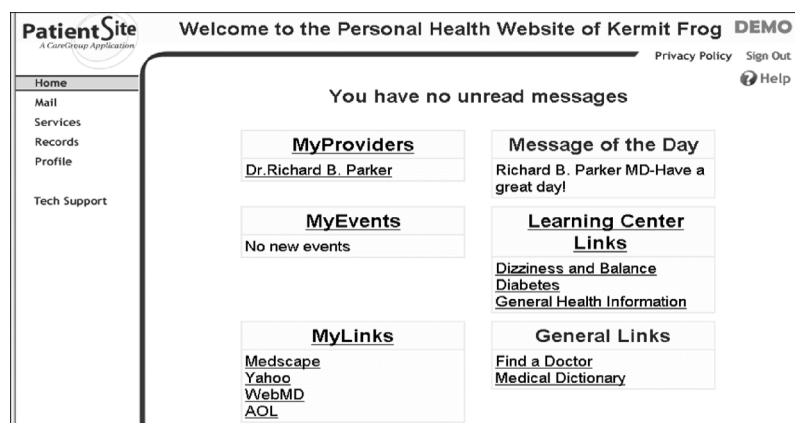 PatientSite
A CareGroup Application
Welcome to the Personal Health Website of Kermit Frog DEMO
Privacy Policy Sign Out
Help
Home
Mail
Services
Records
Profile
Tech Support
You have no unread messages
MyProviders
Dr.Richard B. Parker
Message of the Day
Richard B. Parker MD-Have a
great day!
MyEvents
No new events
Learning Center
Links
Dizziness and Balance
Diabetes
General Health Information
MyLinks
Medscape
Yahoo
WebMD
AOL
General Links
Find a Doctor
Medical Dictionary